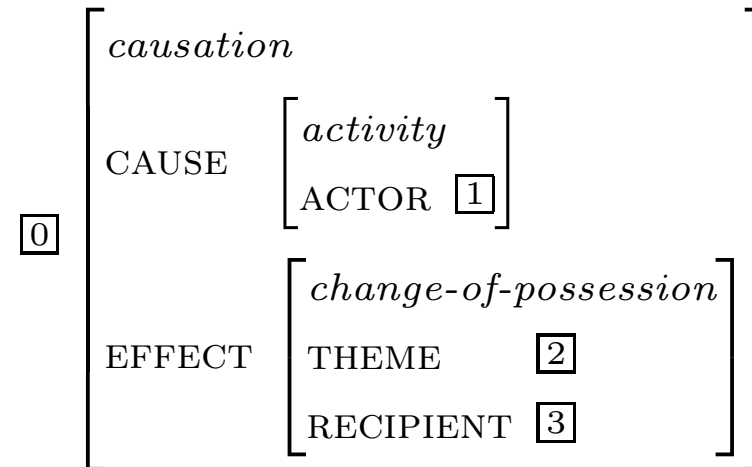 causation
activity
CAUSE
ACTOR 1
0
change-of-possession
EFFECT THEME 2
RECIPIENT 3